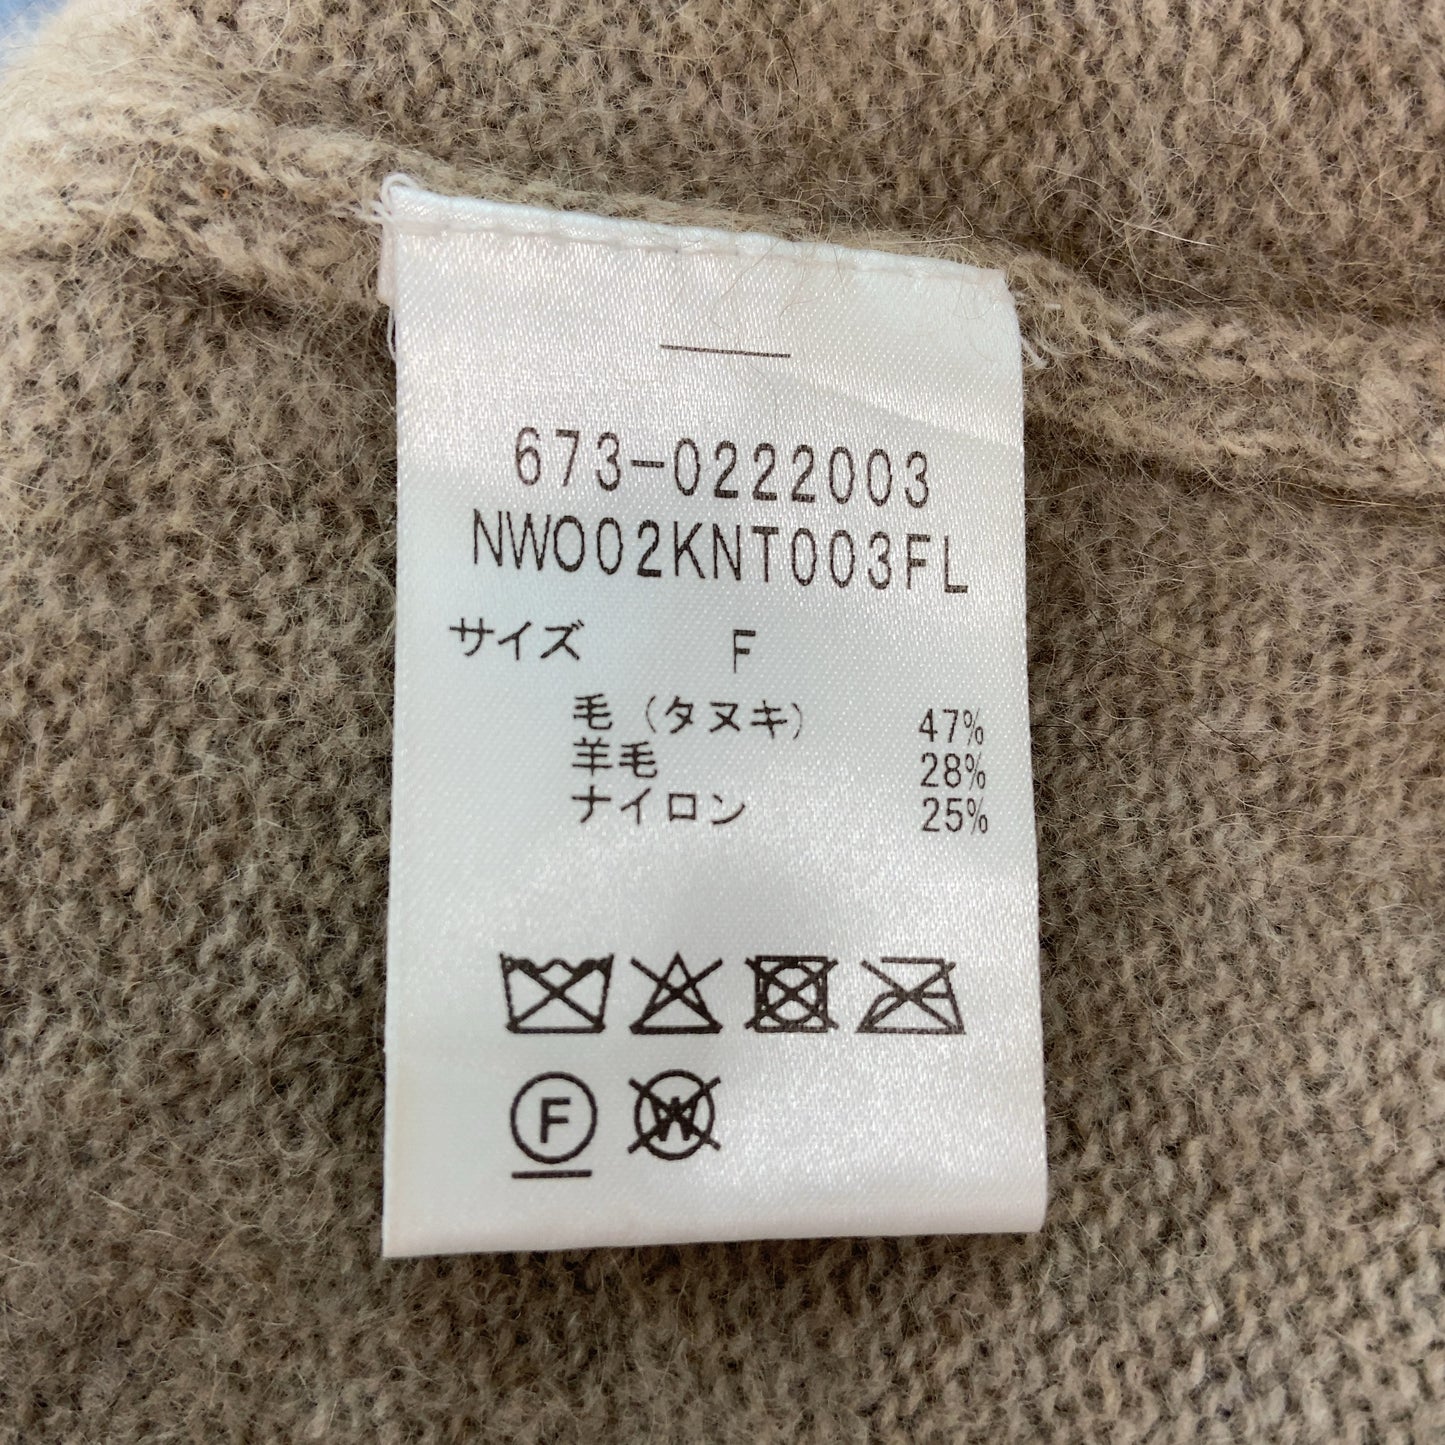 673-0222003
NW002KNT003FL
サイズ F
毛（タヌキ） 47%
羊毛 28%
ナイロン 25%
F W